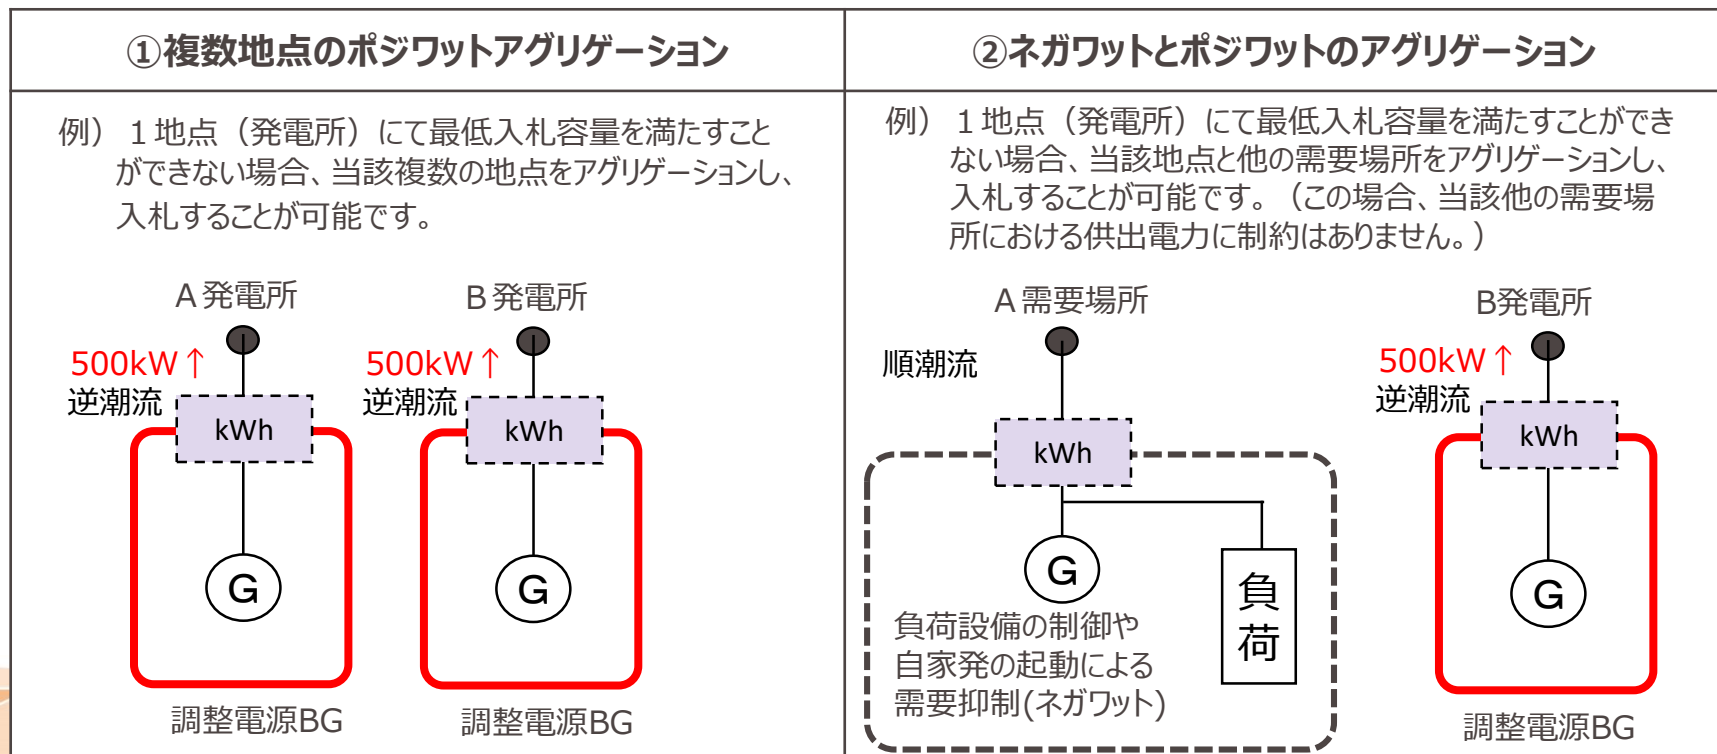 ①複数地点のポジワットアグリゲーション
例） １地点（発電所）にて最低入札容量を満たすこと
ができない場合、当該複数の地点をアグリゲーションし、
入札することが可能です。
A 発電所
B 発電所
500kW↑
逆潮流
500kW↑
逆潮流
kWh
kWh
G
G
調整電源BG
調整電源BG
②ネガワットとポジワットのアグリゲーション
例） １地点（発電所）にて最低入札容量を満たすことができ
ない場合、当該地点と他の需要場所をアグリゲーションし、
入札することが可能です。（この場合、当該他の需要場
所における供出電力に制約はありません。）
A 需要場所
B発電所
順潮流
500kW↑
逆潮流
kWh
kWh
G
負荷
G
負荷設備の制御や
自家発の起動による
需要抑制(ネガワット)
調整電源BG